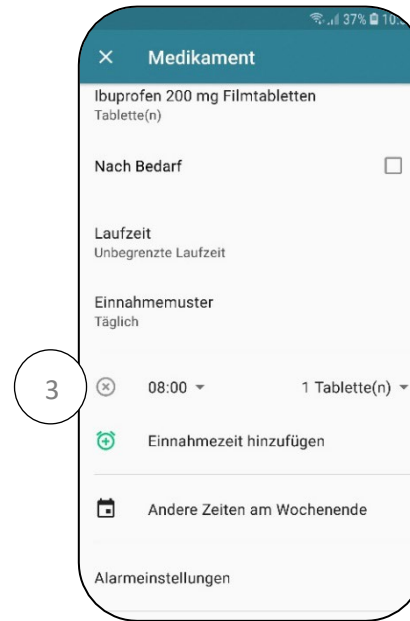 37% 10:
× Medikament
Ibuprofen 200 mg Filmtabletten
Tablette(n)
Nach Bedarf
Laufzeit
Unbegrenzte Laufzeit
Einnahmemuster
Täglich
3 08:00 1 Tablette(n)
Einnahmezeit hinzufügen
Andere Zeiten am Wochenende
Alarmeinstellungen